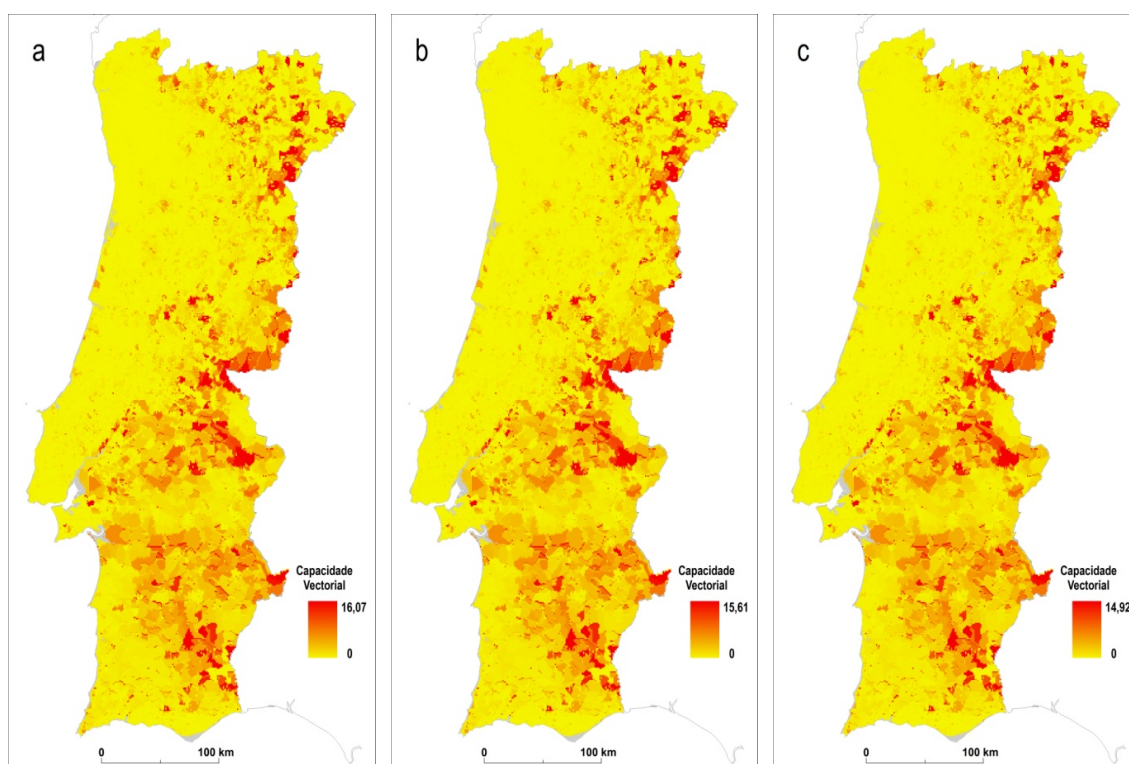 a
Capacidade
Vectorial
16,07
0
0 100 km
b
Capacidade
Vectorial
15,61
0
0 100 km
c
Capacidade
Vectorial
14,92
0
0 100 km